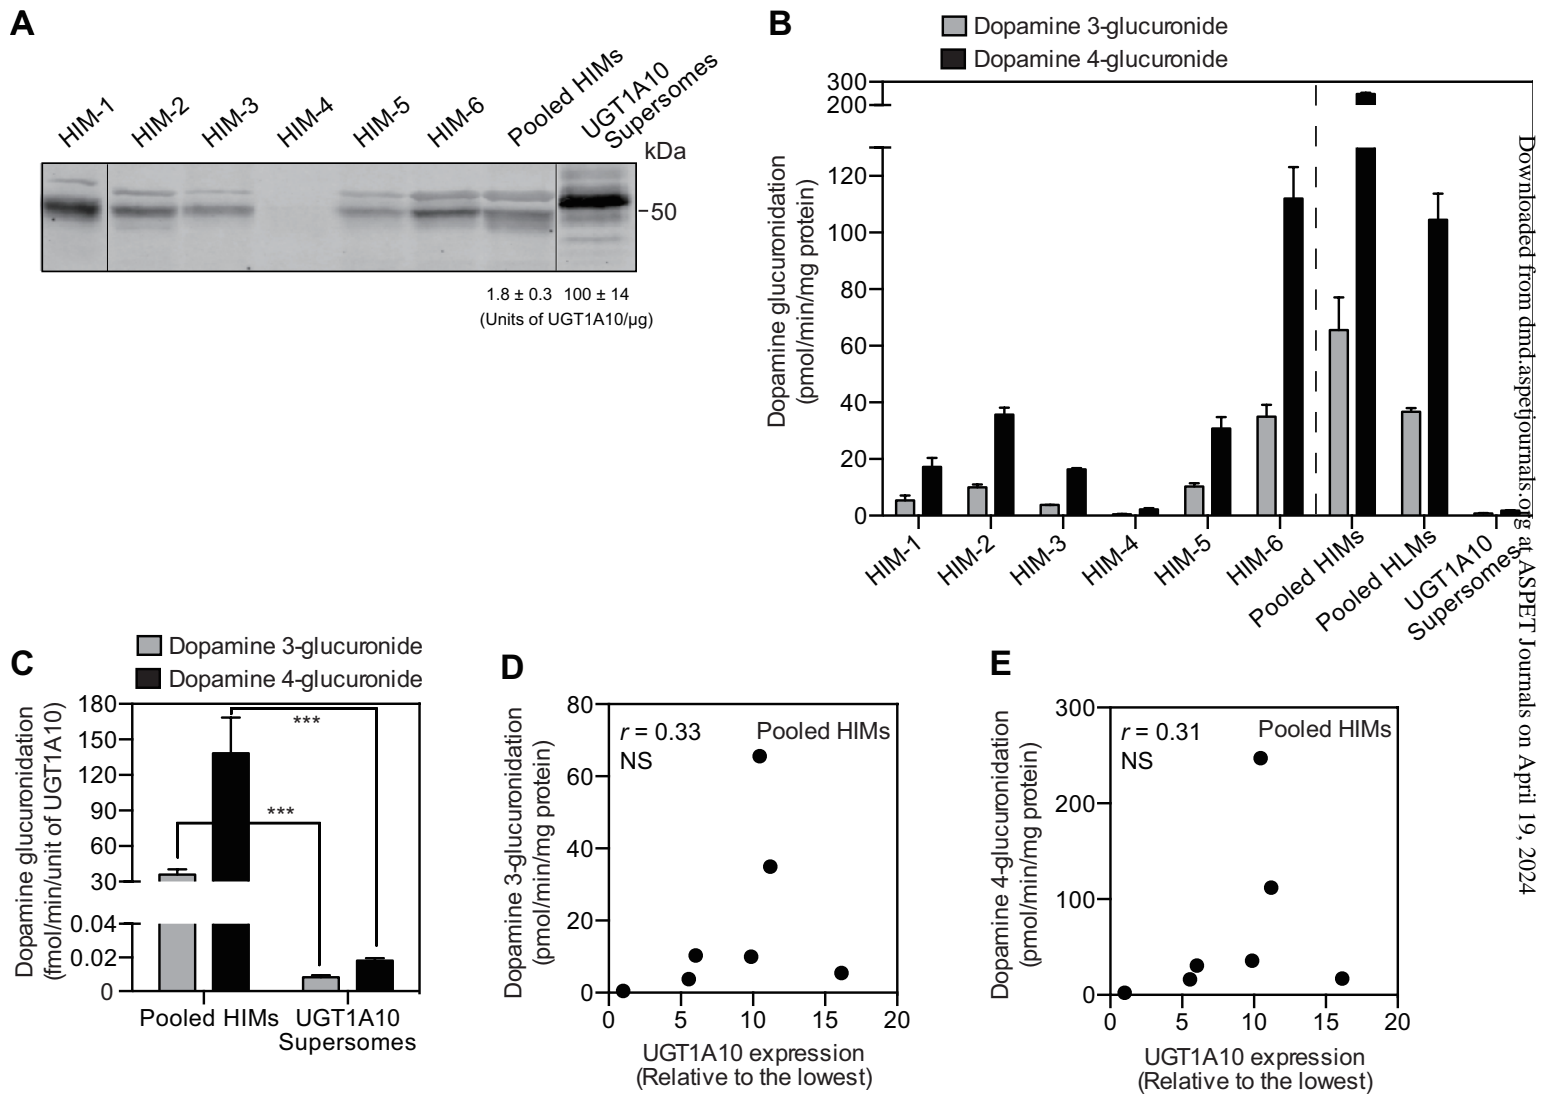 A
HIM-1
HIM-2
HIM-3
HIM-4
HIM-5
HIM-6
Pooled HIMs
UGT1A10
Supersomes
kDa
50
1.8 ± 0.3 100 ± 14
(Units of UGT1A10/µg)
B
Dopamine 3-glucuronide
Dopamine 4-glucuronide
Dopamine glucuronidation
(pmol/min/mg protein)
300
200
120
100
80
60
40
20
0
HIM-1
HIM-2
HIM-3
HIM-4
HIM-5
HIM-6
Pooled HIMs
Pooled HLMs
UGT1A10
Supersomes
Downloaded from dmd.aspetjournals.org at ASPET Journals on April 19, 2024
C
Dopamine 3-glucuronide
Dopamine 4-glucuronide
Dopamine glucuronidation
(fmol/min/unit of UGT1A10)
180
150
120
90
60
30
0.04
0.02
0
***
***
Pooled HIMs
UGT1A10
Supersomes
D
Dopamine 3-glucuronidation
(pmol/min/mg protein)
80
60
40
20
0
r = 0.33
NS
Pooled HIMs
0 5 10 15 20
UGT1A10 expression
(Relative to the lowest)
E
Dopamine 4-glucuronidation
(pmol/min/mg protein)
300
200
100
0
r = 0.31
NS
Pooled HIMs
0 5 10 15 20
UGT1A10 expression
(Relative to the lowest)